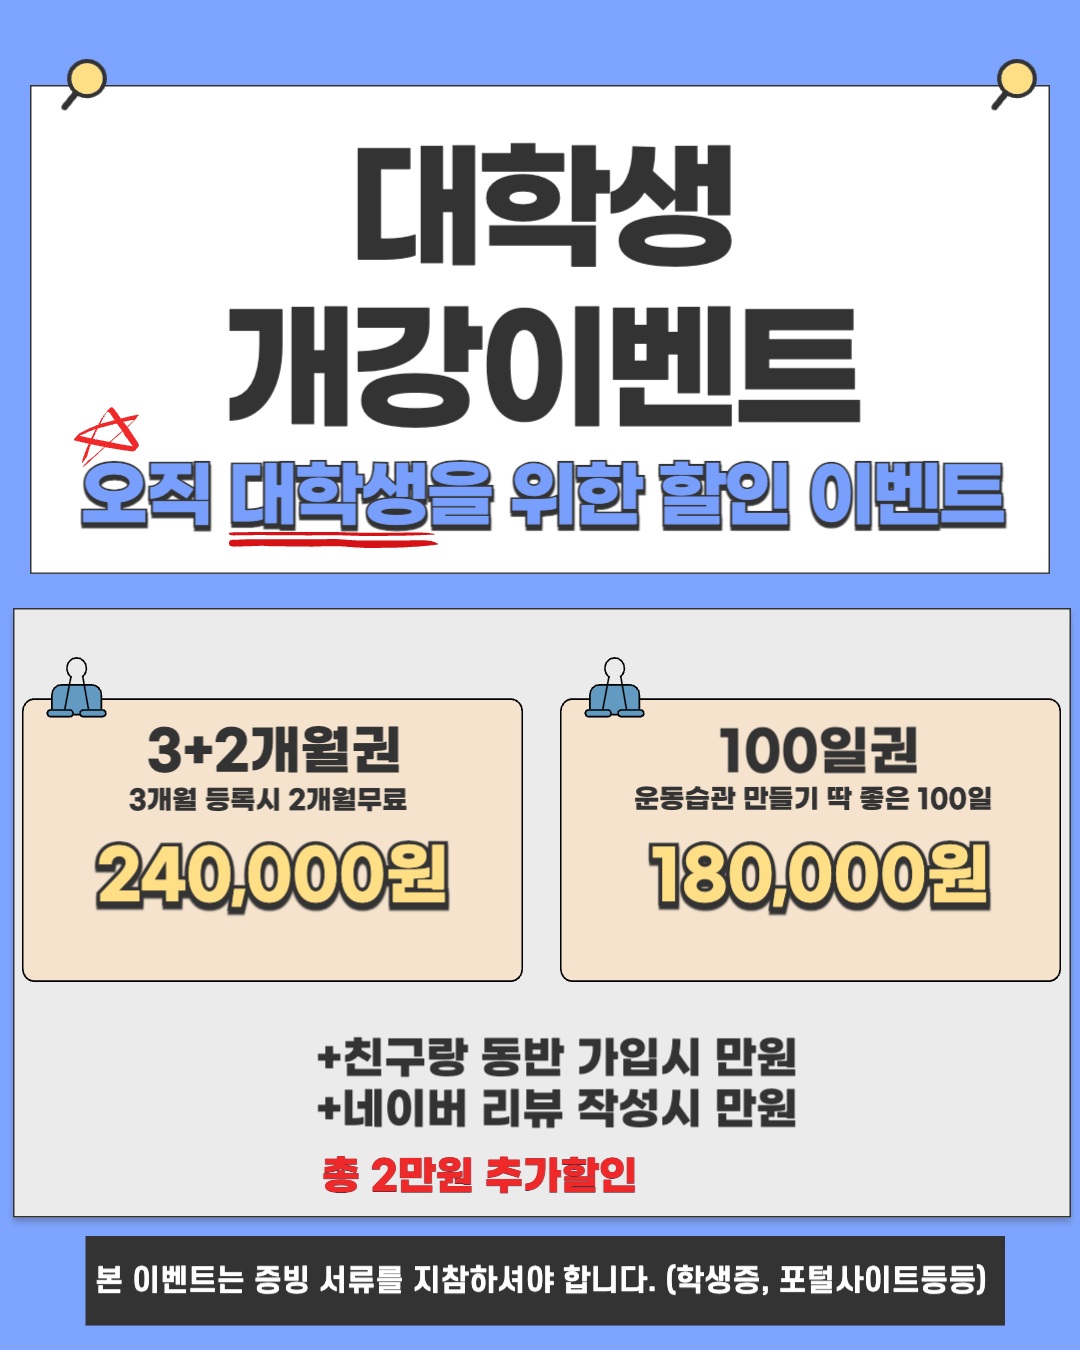 대학생
개강이벤트
오직 대학생을 위한 할인 이벤트
3+2개월권
3개월 등록시 2개월무료
240,000원
100일권
운동습관 만들기 딱 좋은 100일
180,000원
+친구랑 동반 가입시 만원
+네이버 리뷰 작성시 만원
총 2만원 추가할인
본 이벤트는 증빙 서류를 지참하셔야 합니다. (학생증, 포털사이트등등)